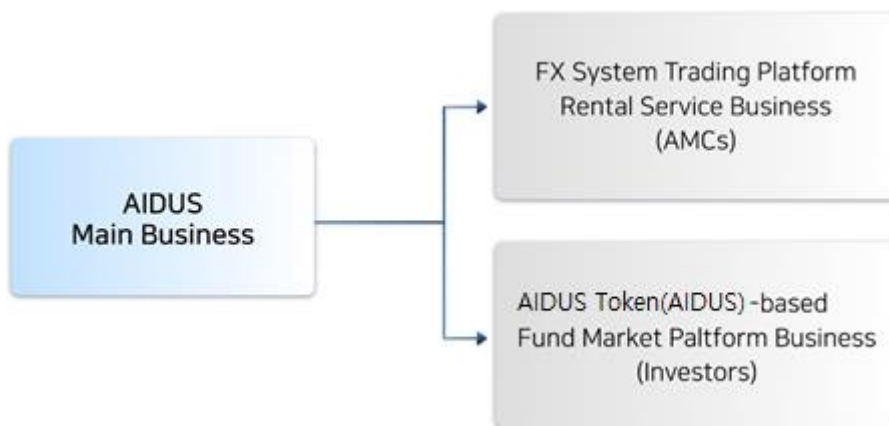 AIDUS
Main Business
FX System Trading Platform
Rental Service Business
(AMCs)
AIDUS Token(AIDUS) -based
Fund Market Paltform Business
(Investors)